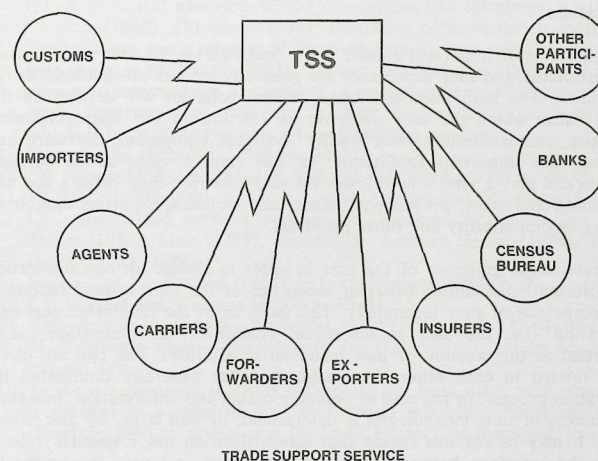 TSS
CUSTOMS
IMPORTERS
AGENTS
CARRIERS
FOR-
WARDERS
EX-
PORTERS
INSURERS
CENSUS
BUREAU
BANKS
OTHER
PARTICI-
PANTS
TRADE SUPPORT SERVICE